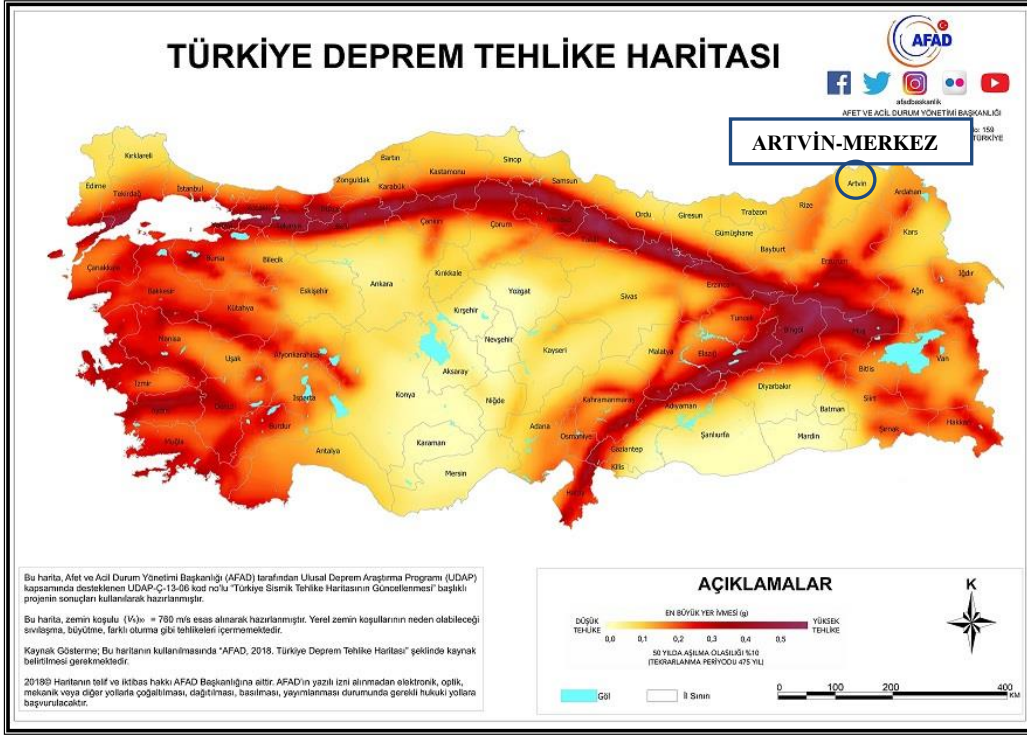 TÜRKİYE DEPREM TEHLİKE HARİTASI
AFAD
afadbaskanlik
AFET VE ACİL DURUM YÖNETİMİ BAŞKANLIĞI
159
TÜRKİYE
ARTVİN-MERKEZ
Kırklareli
Edirne
Tekirdağ
İstanbul
Zonguldak
Bartın
Karabük
Kastamonu
Sinop
Samsun
Ordu
Giresun
Trabzon
Rize
Artvin
Ardahan
Kars
Gümüşhane
Bayburt
Çankırı
Çorum
Çanakkale
Bursa
Bilecik
Balıkesir
Eskişehir
Ankara
Kırıkkale
Yozgat
Sivas
Erzincan
Erzurum
Ağrı
Iğdır
Kütahya
Kırşehir
Tunceli
Bingöl
Muş
Manisa
Uşak
Afyonkarahisar
Nevşehir
Kayseri
Malatya
Elazığ
Van
Bitlis
İzmir
Aksaray
Diyarbakır
Konya
Niğde
Kahramanmaraş
Adıyaman
Batman
Siirt
Isparta
Burdur
Muğla
Adana
Osmaniye
Gaziantep
Şanlıurfa
Mardin
Şırnak
Hakkari
Antalya
Karaman
Mersin
Kilis
Hatay
Bu harita, Afet ve Acil Durum Yönetimi Başkanlığı (AFAD) tarafından Ulusal Deprem Araştırma Programı (UDAP)
kapsamında desteklenen UDAP-Ç-13-06 kod no'lu "Türkiye Sismik Tehlike Haritasının Güncellenmesi" başlıklı
projenin sonuçları kullanılarak hazırlanmıştır.
Bu harita, zemin koşulu (Vs)30 = 760 m/s esas alınarak hazırlanmıştır. Yerel zemin koşullarının neden olabileceği
sıvılaşma, büyütme, farklı oturma gibi tehlikeleri içermemektedir.
Kaynak Gösterme; Bu haritanın kullanılmasında "AFAD, 2018. Türkiye Deprem Tehlike Haritası" şeklinde kaynak
belirtilmesi gerekmektedir.
2018© Haritanın telif ve iktibas hakkı AFAD Başkanlığına aittir. AFAD'ın yazılı izni alınmadan elektronik, optik,
mekanik veya diğer yollarla çoğaltılması, dağıtılması, basılması, yayımlanması durumunda gerekli hukuki yollara
başvurulacaktır.
AÇIKLAMALAR
EN BÜYÜK YER İVMESİ (g)
DÜŞÜK
TEHLİKE
YÜKSEK
TEHLİKE
0,0 0,1 0,2 0,3 0,4 0,5
50 YILDA AŞILMA OLASILIĞI %10
(TEKRARLANMA PERİYODU 475 YIL)
Göl
İl Sınırı
K
0 100 200 400
KM